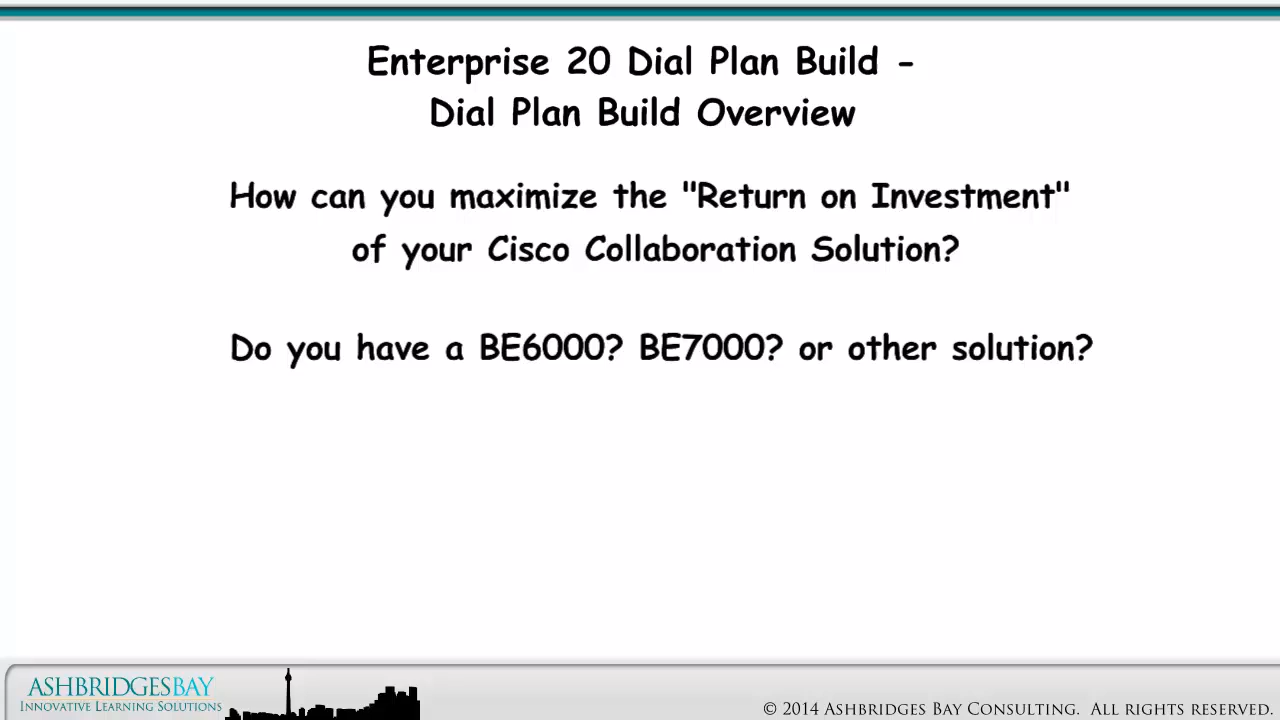 Enterprise 20 Dial Plan Build -
Dial Plan Build Overview
How can you maximize the "Return on Investment"
of your Cisco Collaboration Solution?
Do you have a BE6000? BE7000? or other solution?
ASHBRIDGESBAY
INNOVATIVE LEARNING SOLUTIONS
© 2014 ASHBRIDGES BAY CONSULTING. ALL RIGHTS RESERVED.